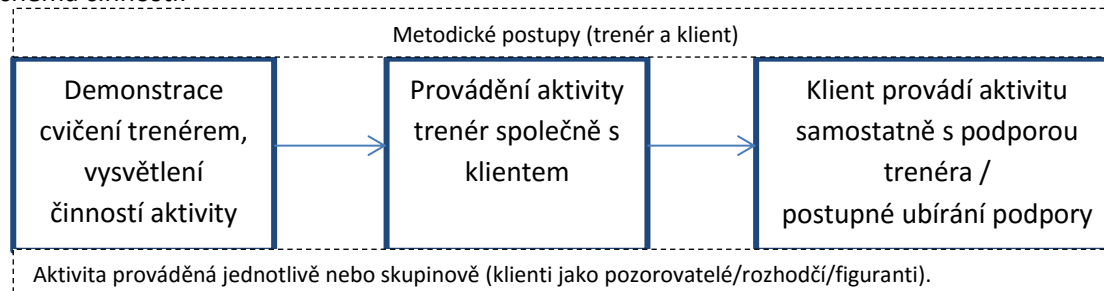 Metodické postupy (trenér a klient)
Demonstrace
cvičení trenérem,
vysvětlení
činností aktivity
Provádění aktivity
trenér společně s
klientem
Klient provádí aktivitu
samostatně s podporou
trenéra /
postupné ubírání podpory
Aktivita prováděná jednotlivě nebo skupinově (klienti jako pozorovatelé/rozhodčí/figuranti).